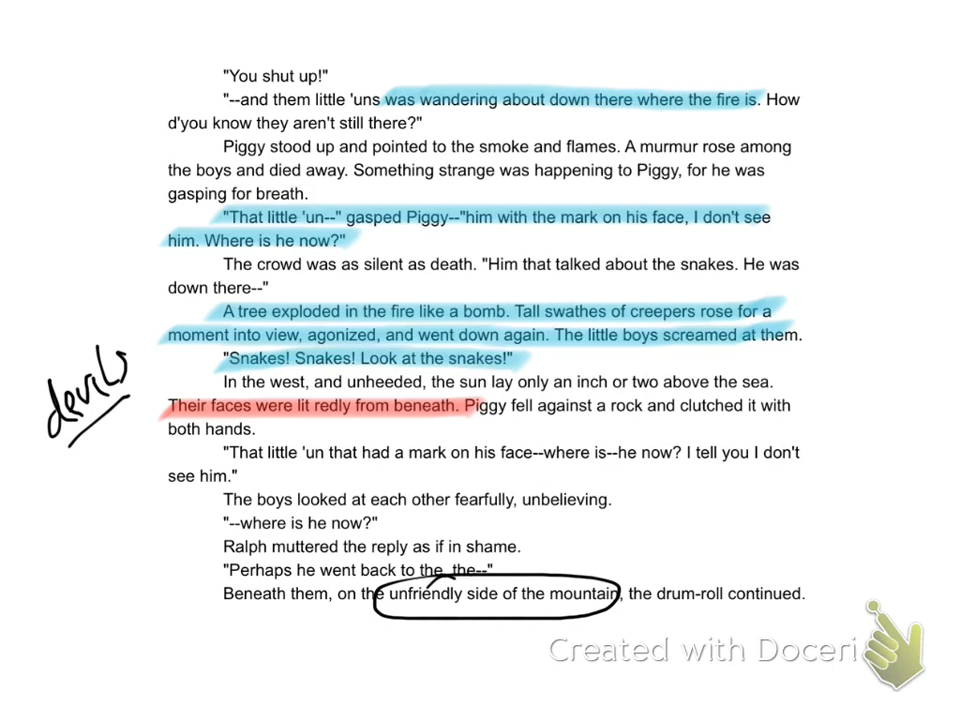 "You shut up!"
"--and them little 'uns was wandering about down there where the fire is. How
d'you know they aren't still there?"
Piggy stood up and pointed to the smoke and flames. A murmur rose among
the boys and died away. Something strange was happening to Piggy, for he was
gasping for breath.
"That little 'un--" gasped Piggy--"him with the mark on his face, I don't see
him. Where is he now?"
The crowd was as silent as death. "Him that talked about the snakes. He was
down there--"
A tree exploded in the fire like a bomb. Tall swathes of creepers rose for a
moment into view, agonized, and went down again. The little boys screamed at them.
"Snakes! Snakes! Look at the snakes!"
In the west, and unheeded, the sun lay only an inch or two above the sea.
devils
Their faces were lit redly from beneath. Piggy fell against a rock and clutched it with
both hands.
"That little 'un that had a mark on his face--where is--he now? I tell you I don't
see him."
The boys looked at each other fearfully, unbelieving.
"--where is he now?"
Ralph muttered the reply as if in shame.
"Perhaps he went back to the, the--"
Beneath them, on the unfriendly side of the mountain, the drum-roll continued.
Created with Doceri